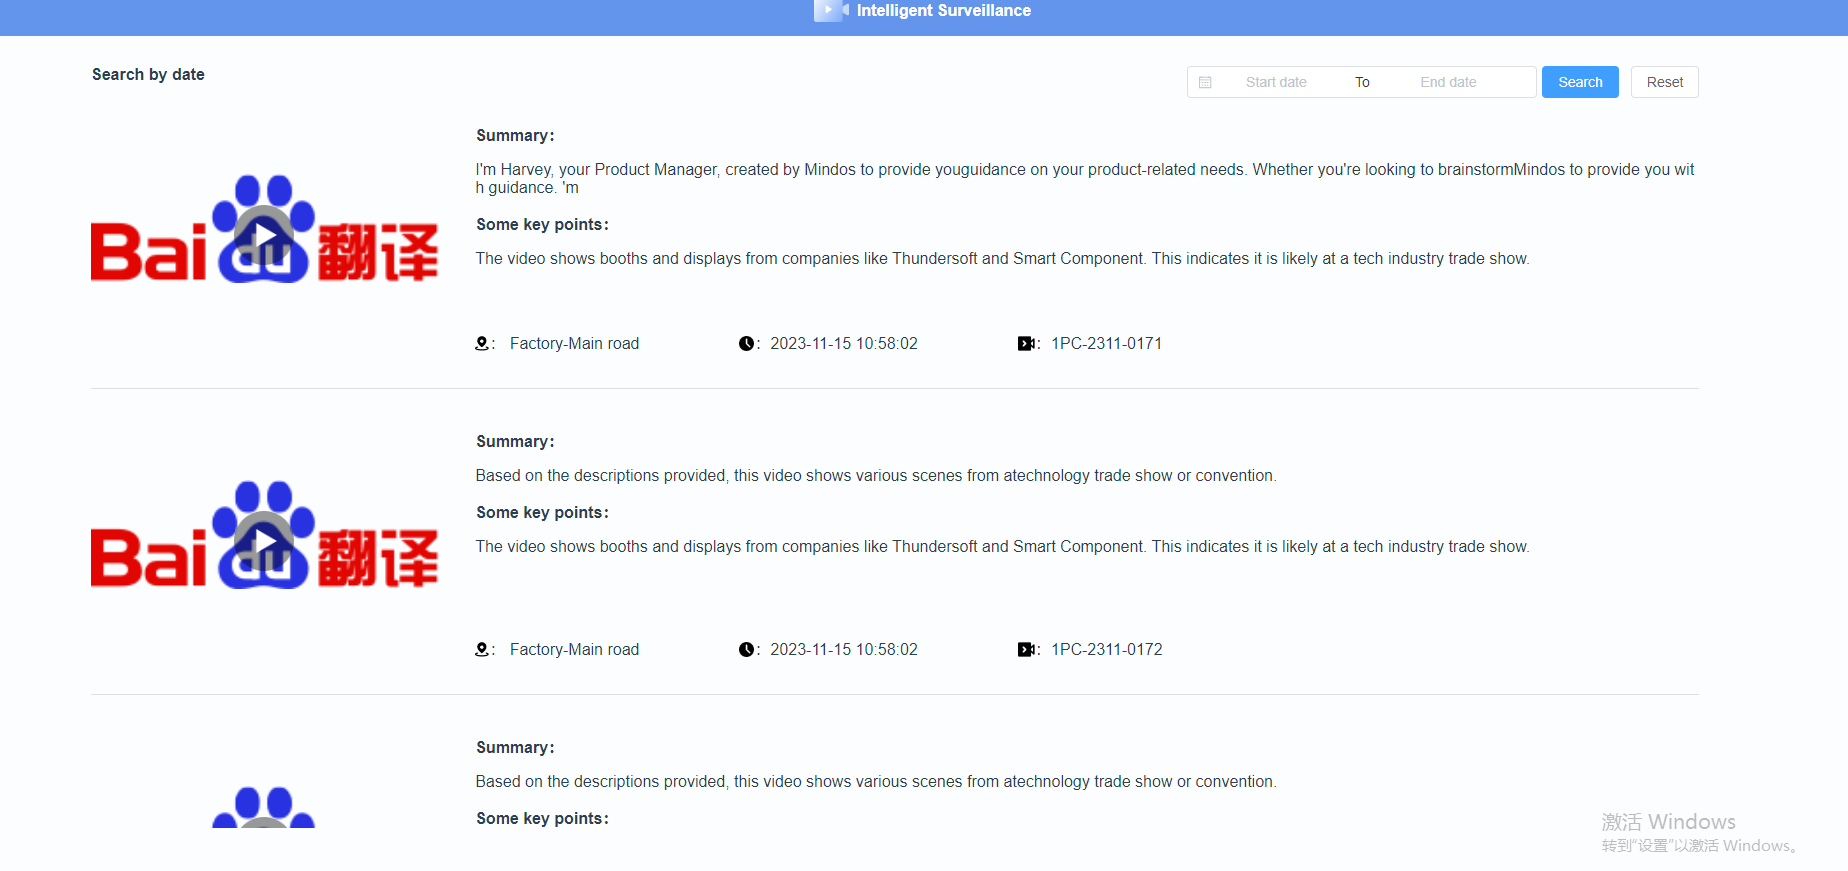 Intelligent Surveillance
Search by date
Start date To End date Search Reset
Summary:
I'm Harvey, your Product Manager, created by Mindos to provide youguidance on your product-related needs. Whether you're looking to brainstormMindos to provide you wit
h guidance. 'm
Some key points:
The video shows booths and displays from companies like Thundersoft and Smart Component. This indicates it is likely at a tech industry trade show.
Bai du 翻译
: Factory-Main road : 2023-11-15 10:58:02 : 1PC-2311-0171
Summary:
Based on the descriptions provided, this video shows various scenes from atechnology trade show or convention.
Some key points:
The video shows booths and displays from companies like Thundersoft and Smart Component. This indicates it is likely at a tech industry trade show.
Bai du 翻译
: Factory-Main road : 2023-11-15 10:58:02 : 1PC-2311-0172
Summary:
Based on the descriptions provided, this video shows various scenes from atechnology trade show or convention.
Some key points:
激活 Windows
转到“设置”以激活 Windows。